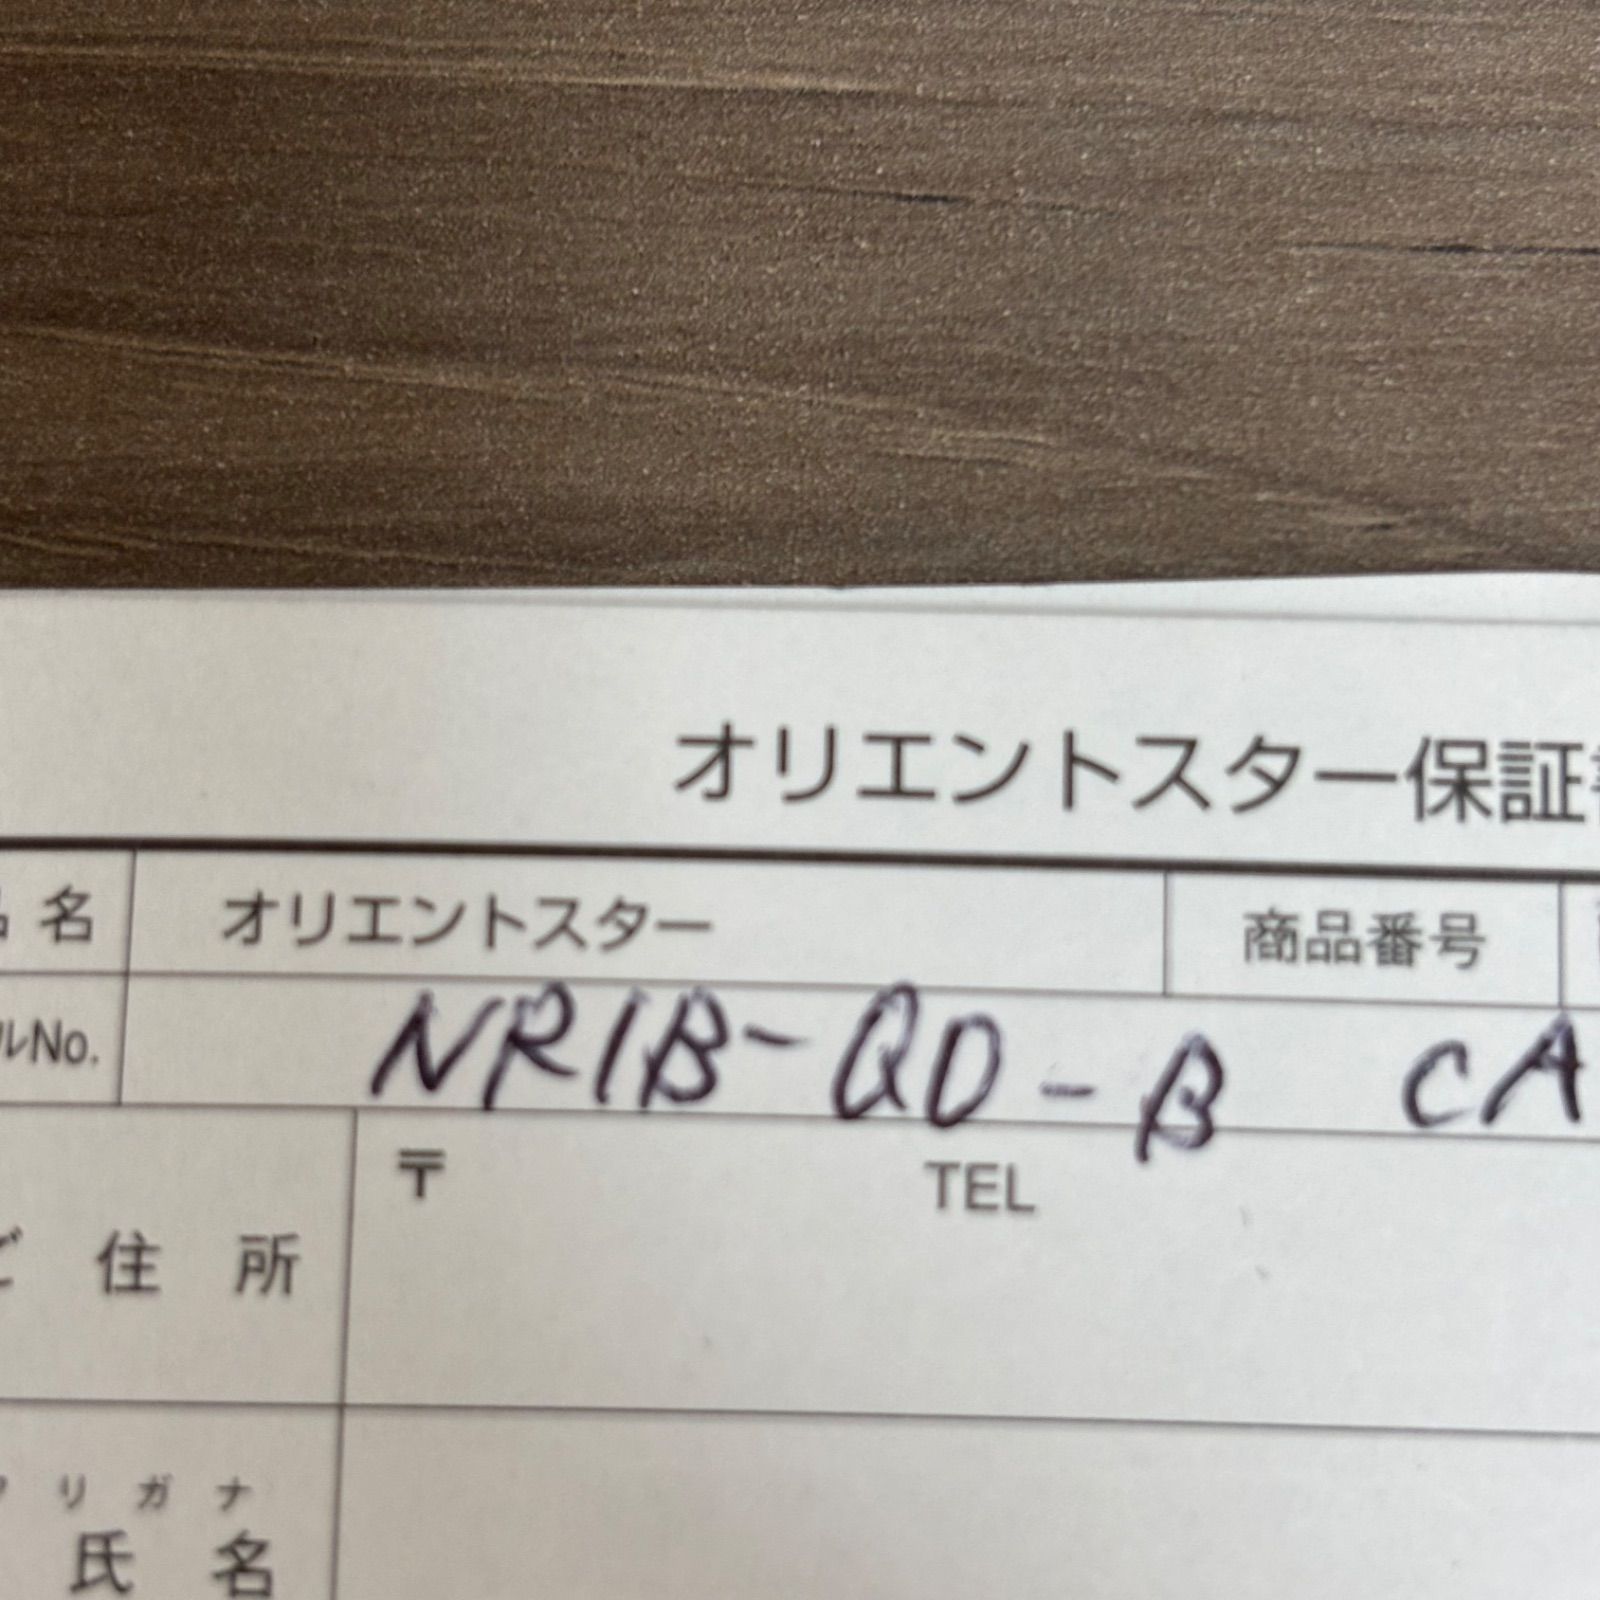 オリエントスター保証
名 オリエントスター 商品番号
ルNo. NR1B-QD-B CA
〒 TEL
ご住所
リガナ
氏名